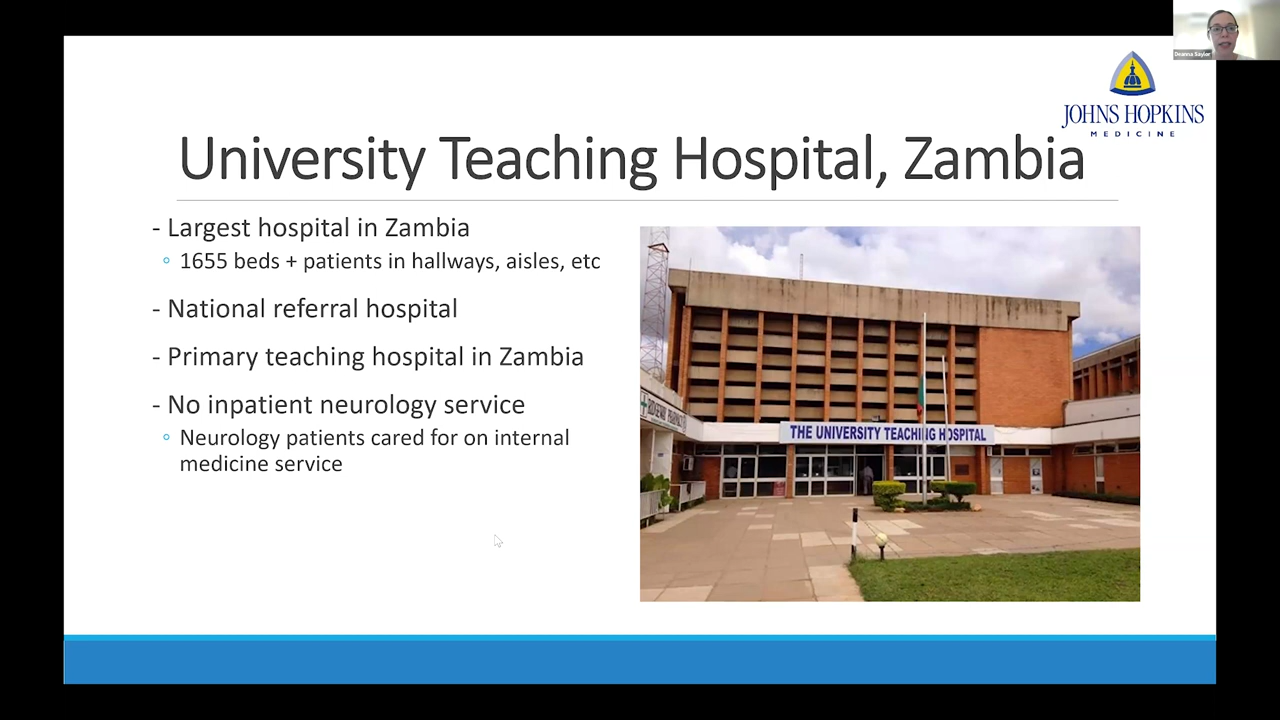 Deanna Saylor
JOHNS HOPKINS
MEDICINE
University Teaching Hospital, Zambia
- Largest hospital in Zambia
◦ 1655 beds + patients in hallways, aisles, etc
- National referral hospital
- Primary teaching hospital in Zambia
- No inpatient neurology service
◦ Neurology patients cared for on internal
medicine service
THE UNIVERSITY TEACHING HOSPITAL